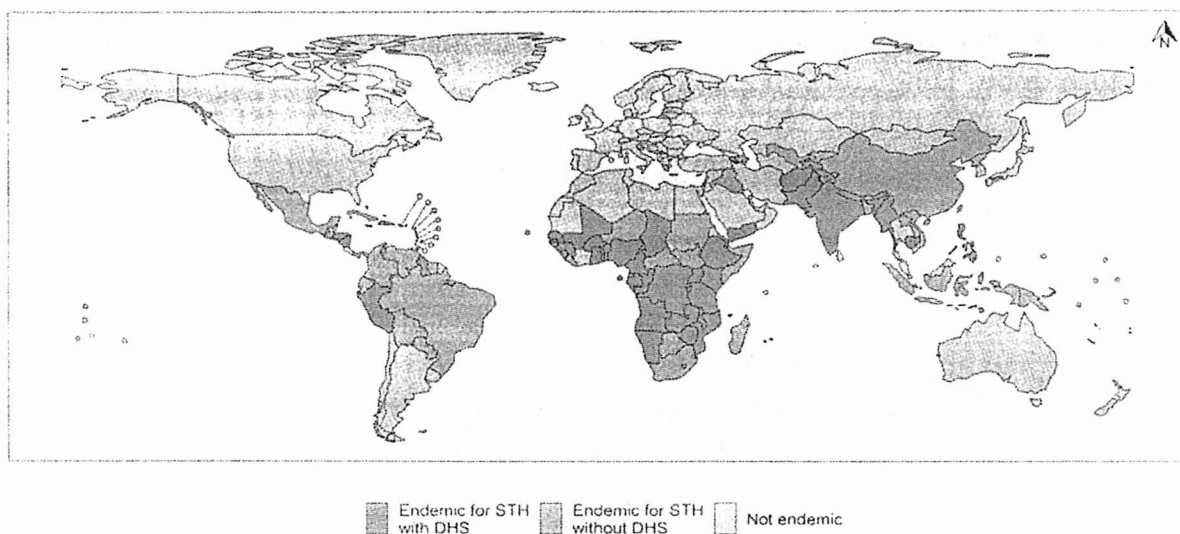 N
Endemic for STH
with DHS
Endemic for STH
without DHS
Not endemic